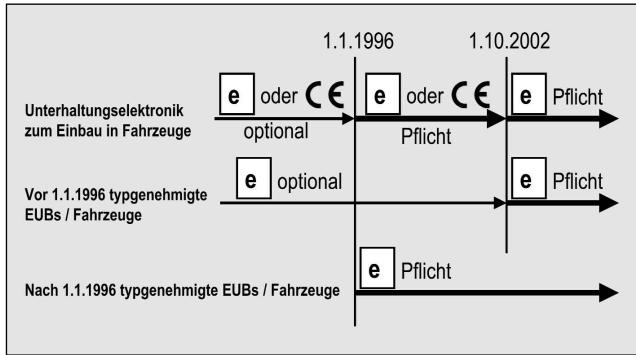 1.1.1996 1.10.2002
e oder CE e oder CE e Pflicht
Unterhaltungselektronik
zum Einbau in Fahrzeuge
optional Pflicht
e optional e Pflicht
Vor 1.1.1996 typgenehmigte
EUBs / Fahrzeuge
e Pflicht
Nach 1.1.1996 typgenehmigte EUBs / Fahrzeuge